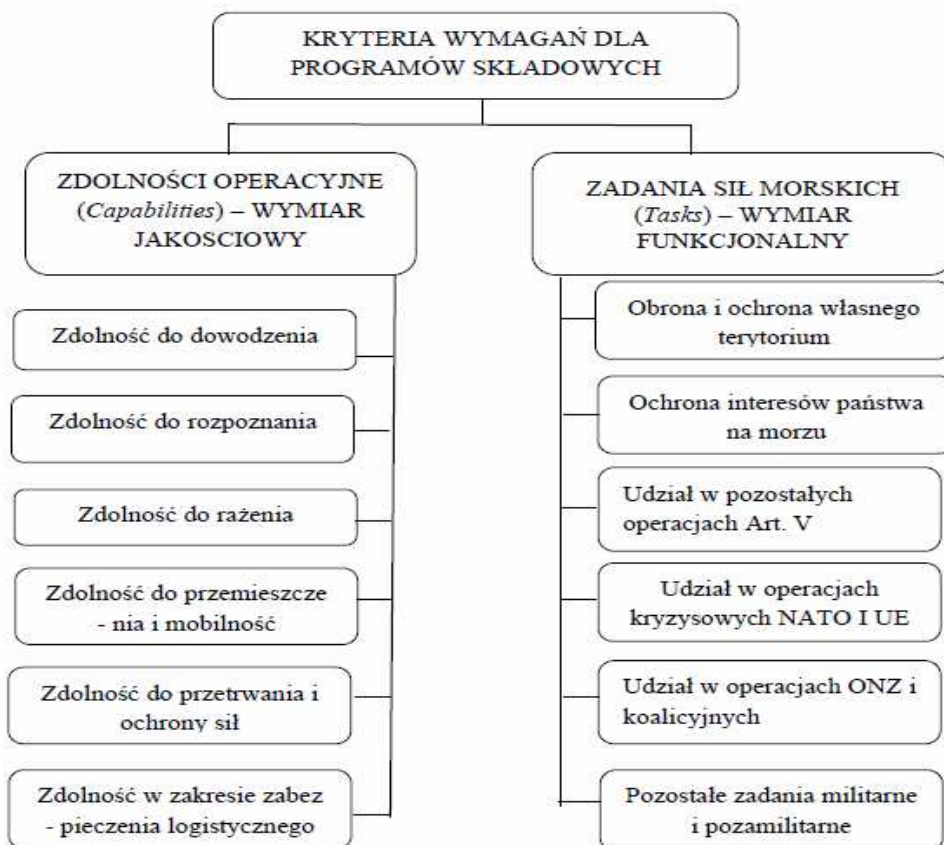 KRYTERIA WYMAGAŃ DLA
PROGRAMÓW SKŁADOWYCH
ZDOLNOŚCI OPERACYJNE
(Capabilities) – WYMIAR
JAKOSCIOWY
Zdolność do dowodzenia
Zdolność do rozpoznania
Zdolność do rażenia
Zdolność do przemieszcze
- nia i mobilność
Zdolność do przetrwania i
ochrony sił
Zdolność w zakresie zabez
- pieczenia logistycznego
ZADANIA SIŁ MORSKICH
(Tasks) – WYMIAR
FUNKCJONALNY
Obrona i ochrona własnego
terytorium
Ochrona interesów państwa
na morzu
Udział w pozostałych
operacjach Art. V
Udział w operacjach
kryzysowych NATO I UE
Udział w operacjach ONZ i
koalicyjnych
Pozostałe zadania militarne
i pozamilitarne